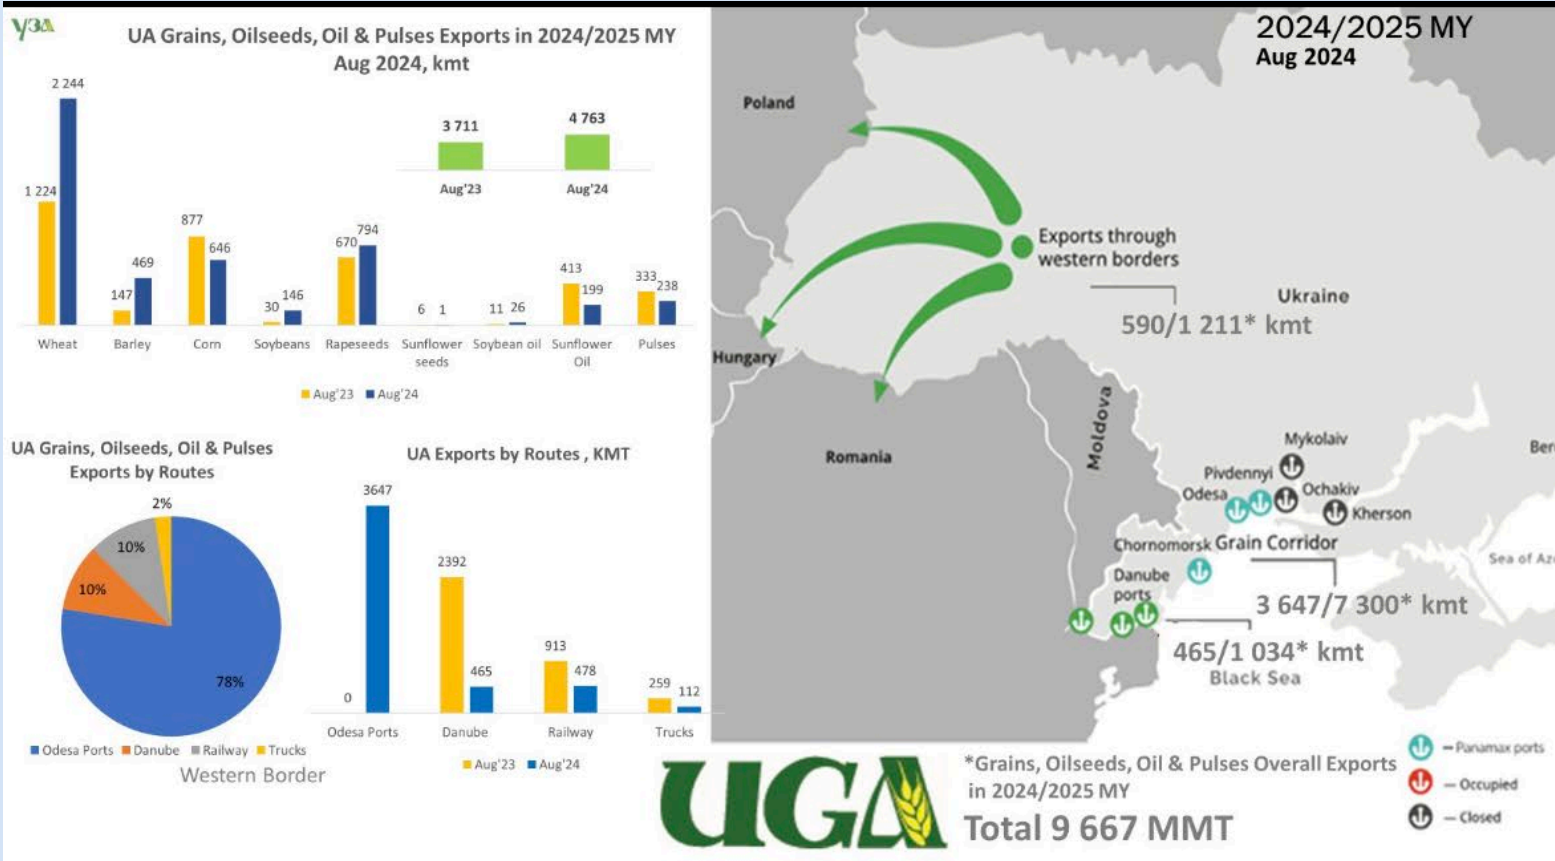 УЗА
UA Grains, Oilseeds, Oil & Pulses Exports in 2024/2025 MY
Aug 2024, kmt
2 244
1 224
147
469
877
646
30
146
670
794
6
1
11
26
413
199
333
238
Wheat
Barley
Corn
Soybeans
Rapeseeds
Sunflower
seeds
Soybean oil
Sunflower
Oil
Pulses
Aug'23
Aug'24
3 711
4 763
Aug'23
Aug'24
UA Grains, Oilseeds, Oil & Pulses
Exports by Routes
2%
10%
10%
78%
Odesa Ports
Danube
Railway
Trucks
Western Border
UA Exports by Routes , KMT
0
3647
2392
465
913
478
259
112
Odesa Ports
Danube
Railway
Trucks
Aug'23
Aug'24
2024/2025 MY
Aug 2024
Poland
Exports through
western borders
Ukraine
590/1 211* kmt
Hungary
Moldova
Romania
Mykolaiv
Pivdennyi
Odesa
Ochakiv
Kherson
Ber
Chornomorsk
Grain Corridor
Sea of Azo
Danube
ports
3 647/7 300* kmt
465/1 034* kmt
Black Sea
UGA
*Grains, Oilseeds, Oil & Pulses Overall Exports
in 2024/2025 MY
Total 9 667 MMT
– Panamax ports
– Occupied
– Closed